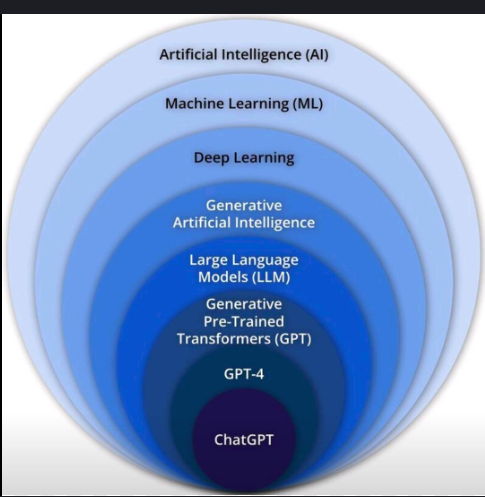 Artificial Intelligence (AI)
Machine Learning (ML)
Deep Learning
Generative
Artificial Intelligence
Large Language
Models (LLM)
Generative
Pre-Trained
Transformers (GPT)
GPT-4
ChatGPT